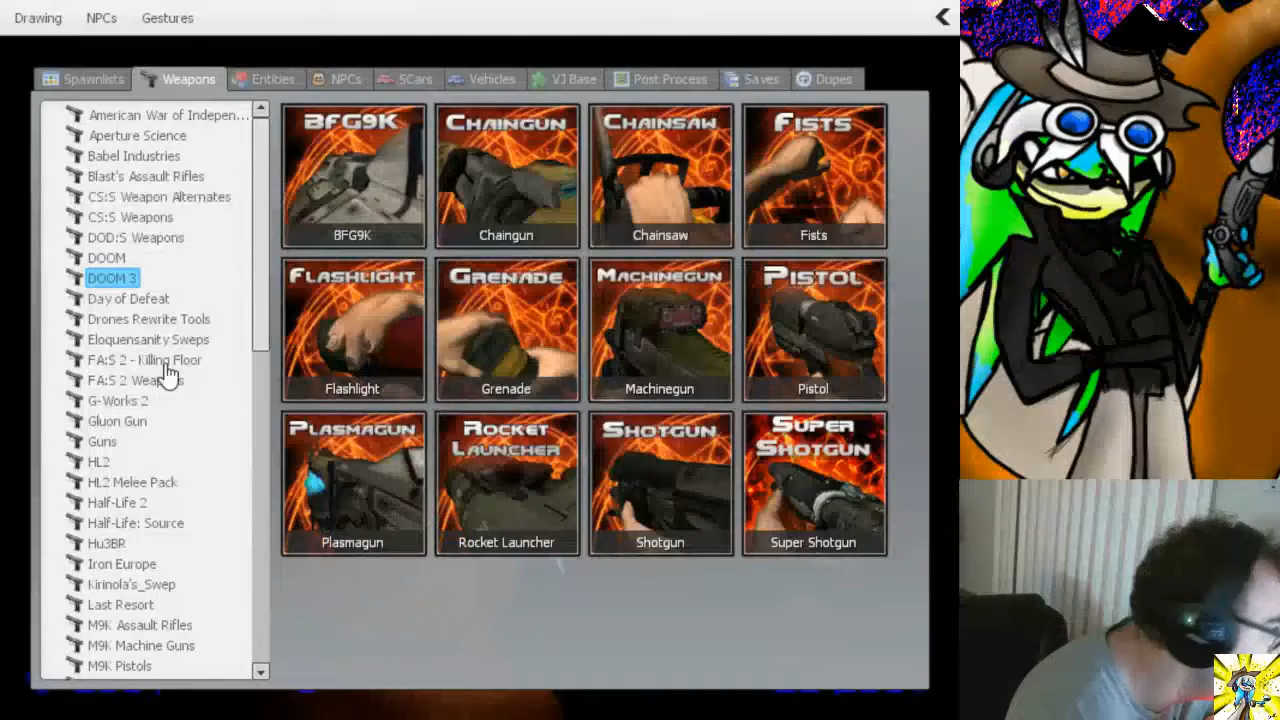 Drawing NPCs Gestures
Spawnlists Weapons Entities NPCs SCars Vehicles VJ Base Post Process Saves Dupes
American War of Indepen...
Aperture Science
Babel Industries
Blast's Assault Rifles
CS:S Weapon Alternates
CS:S Weapons
DOD:S Weapons
DOOM
DOOM 3
Day of Defeat
Drones Rewrite Tools
Eloquensanity Sweps
FA:S 2 - Killing Floor
FA:S 2
G-Works 2
Gluon Gun
Guns
HL2
HL2 Melee Pack
Half-Life 2
Half-Life: Source
Hu3BR
Iron Europe
Kirinola's_Swep
Last Resort
M9K Assault Rifles
M9K Machine Guns
M9K Pistols
BFG9K CHAINGUN CHAINSAW FISTS
BFG9K Chaingun Chainsaw Fists
FLASHLIGHT GRENADE MACHINEGUN PISTOL
Flashlight Grenade Machinegun Pistol
PLASMAGUN ROCKET LAUNCHER SHOTGUN SUPER SHOTGUN
Plasmagun Rocket Launcher Shotgun Super Shotgun